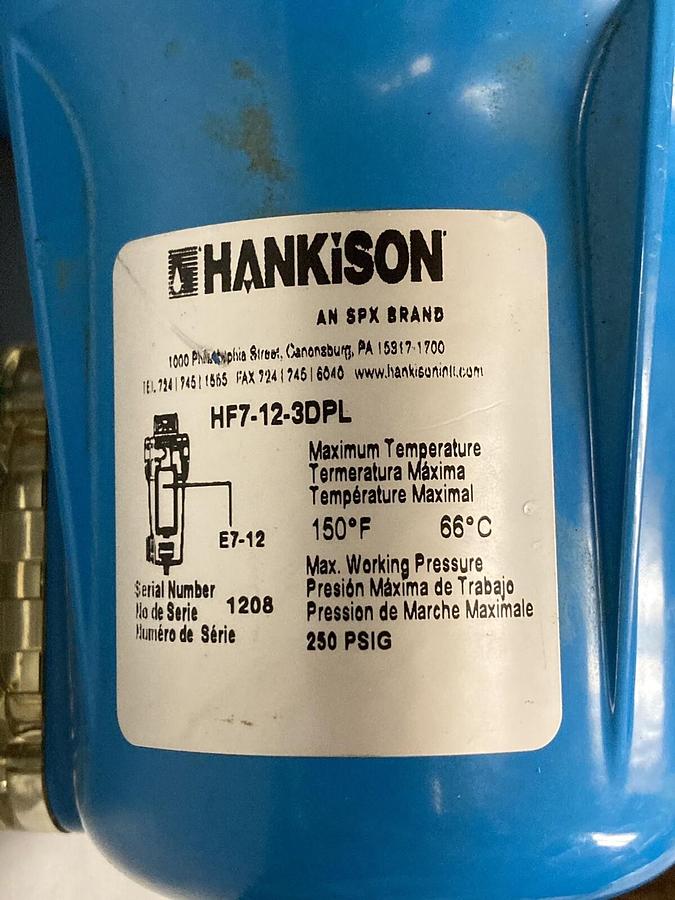 HANKiSON
AN SPX BRAND
1000 Philadelphia Street, Canonsburg, PA 15317-1700
TEL 724|745|1555 FAX 724|745|6040 www.hankisonintl.com
HF7-12-3DPL
Maximum Temperature
Termeratura Máxima
Température Maximal
150°F 66°C
E7-12
Max. Working Pressure
Presión Máxima de Trabajo
Pression de Marche Maximale
250 PSIG
Serial Number
No de Serie 1208
Numéro de Série